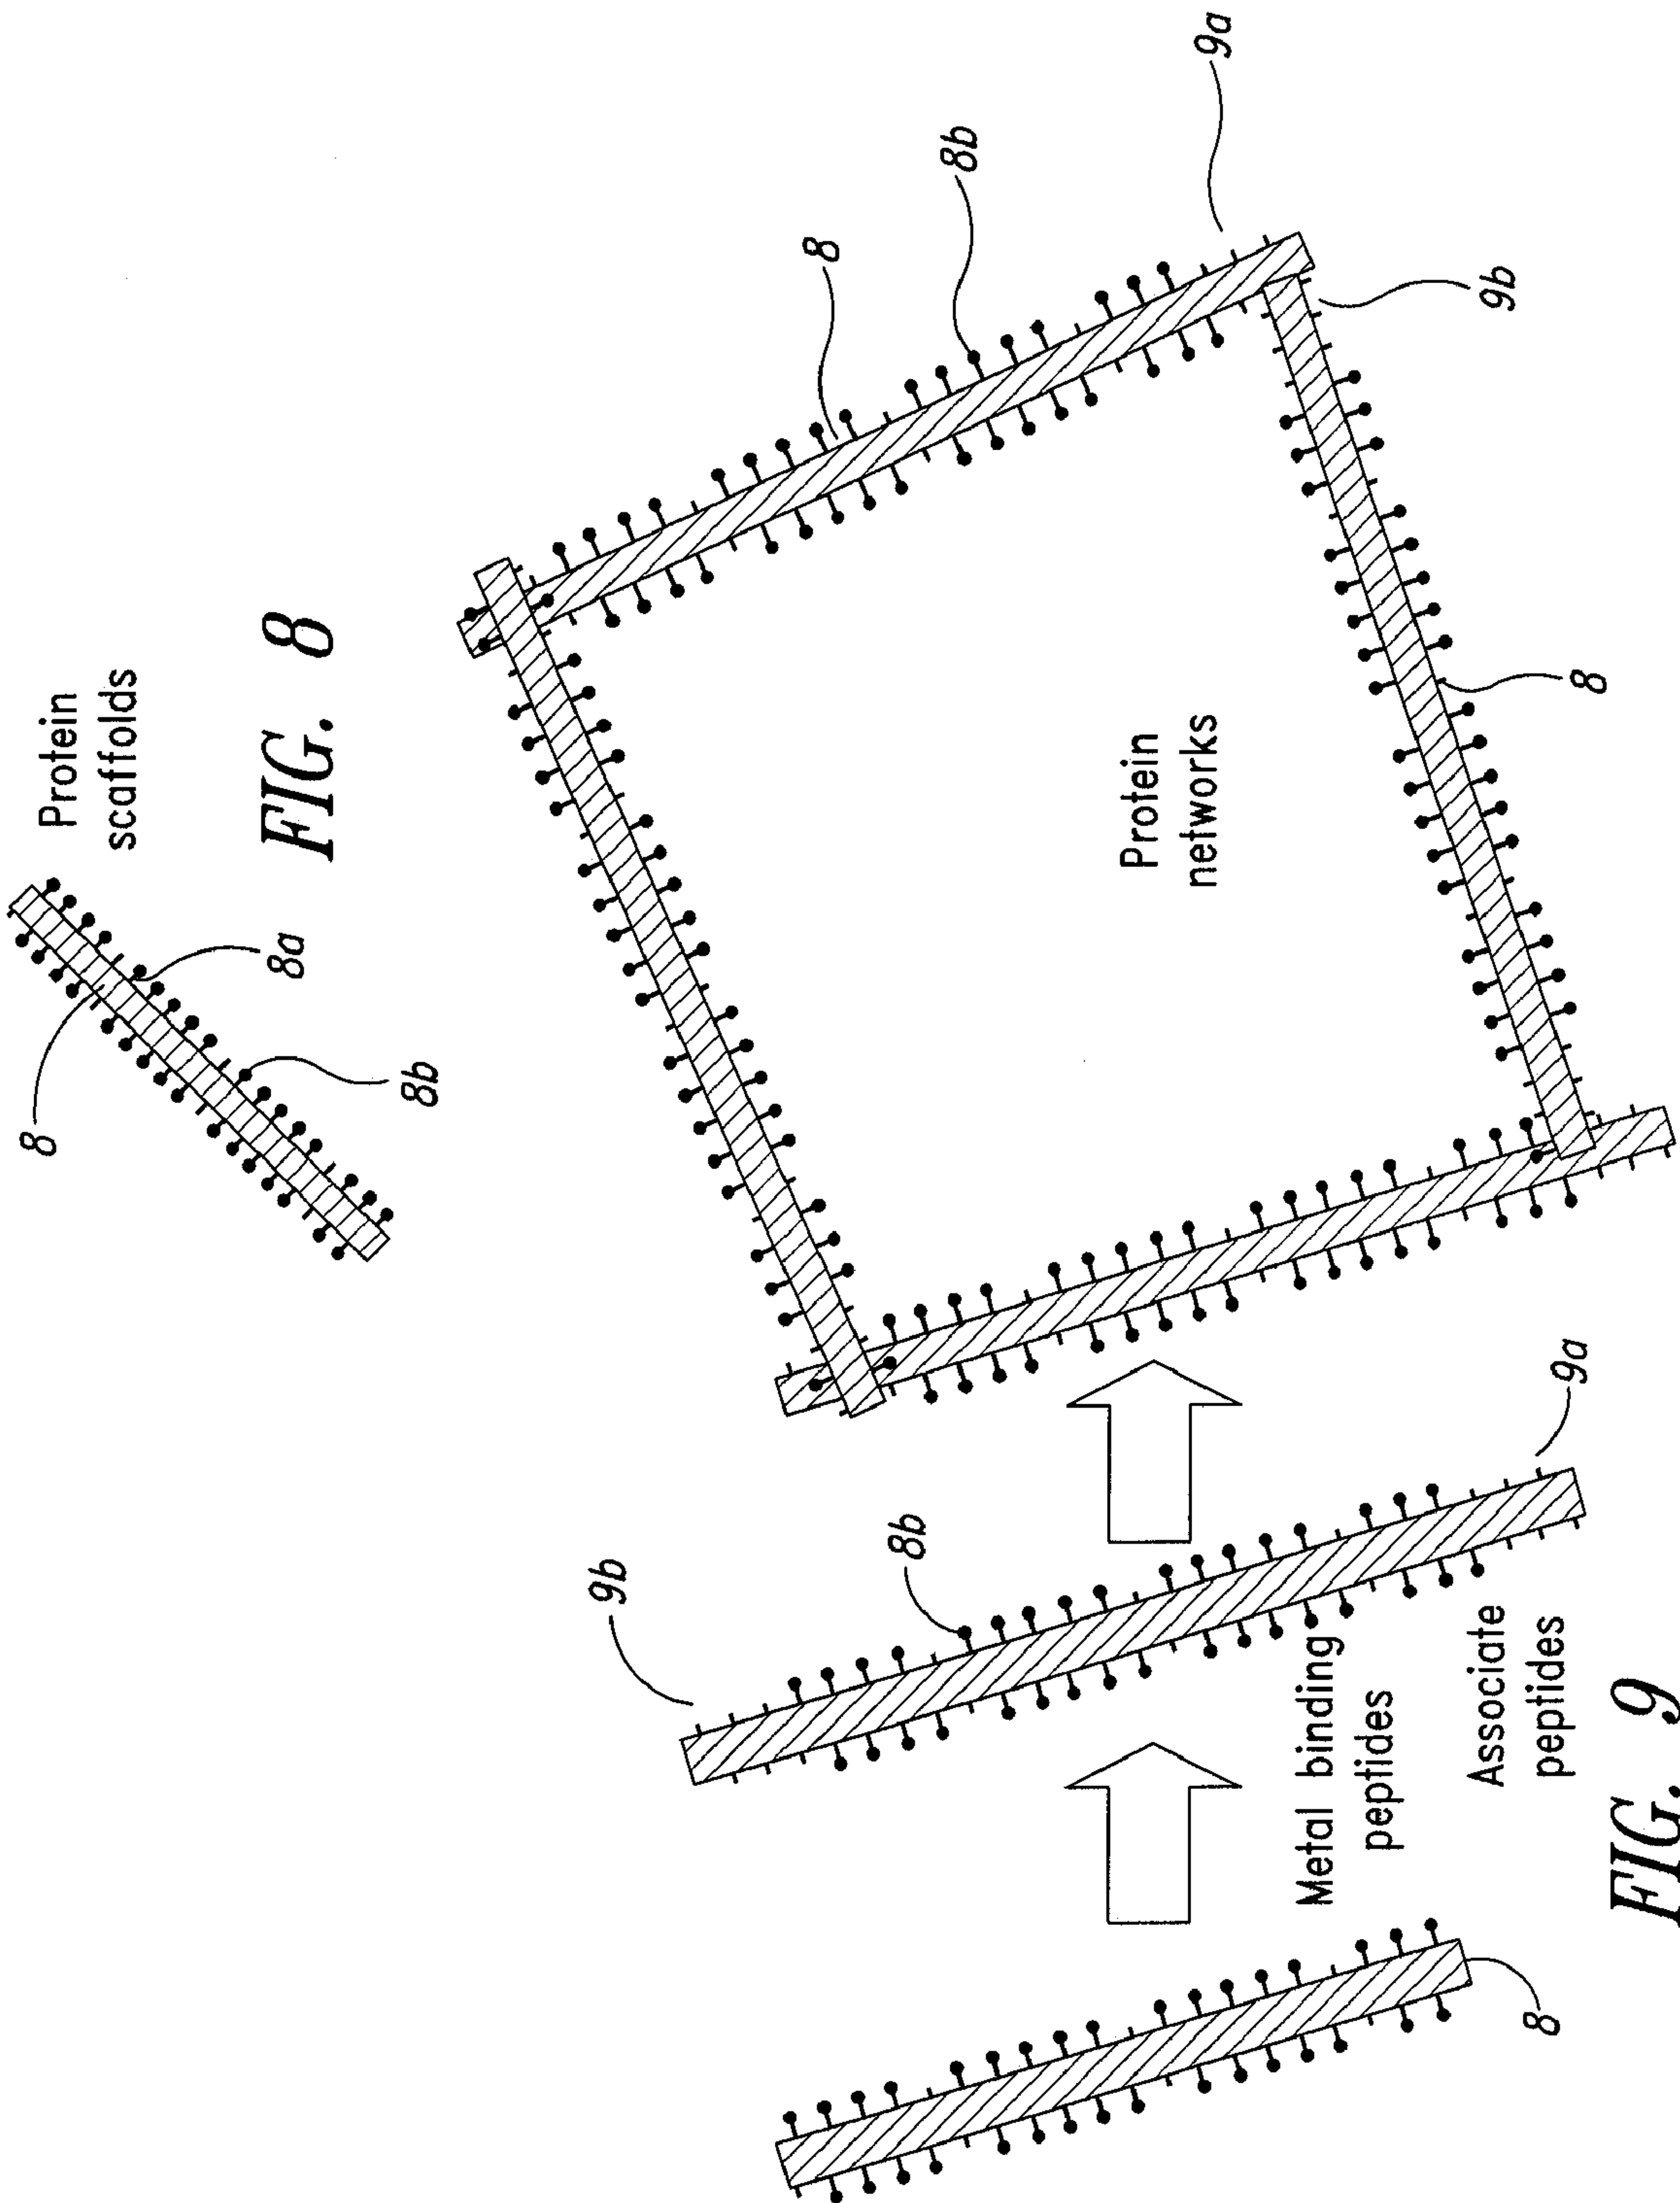 8
Protein
scaffolds
8a
8b
FIG. 8
9b
8b
8
8b
9a
Protein
networks
Metal binding
peptides
Associate
peptides
9b
8
9a
8
FIG. 9